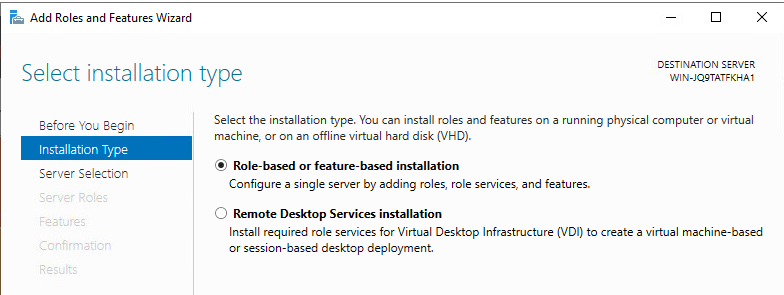 Add Roles and Features Wizard
Select installation type
DESTINATION SERVER
WIN-JQ9TATFKHA1
Before You Begin
Installation Type
Server Selection
Server Roles
Features
Confirmation
Results
Select the installation type. You can install roles and features on a running physical computer or virtual
machine, or on an offline virtual hard disk (VHD).
Role-based or feature-based installation
Configure a single server by adding roles, role services, and features.
Remote Desktop Services installation
Install required role services for Virtual Desktop Infrastructure (VDI) to create a virtual machine-based
or session-based desktop deployment.